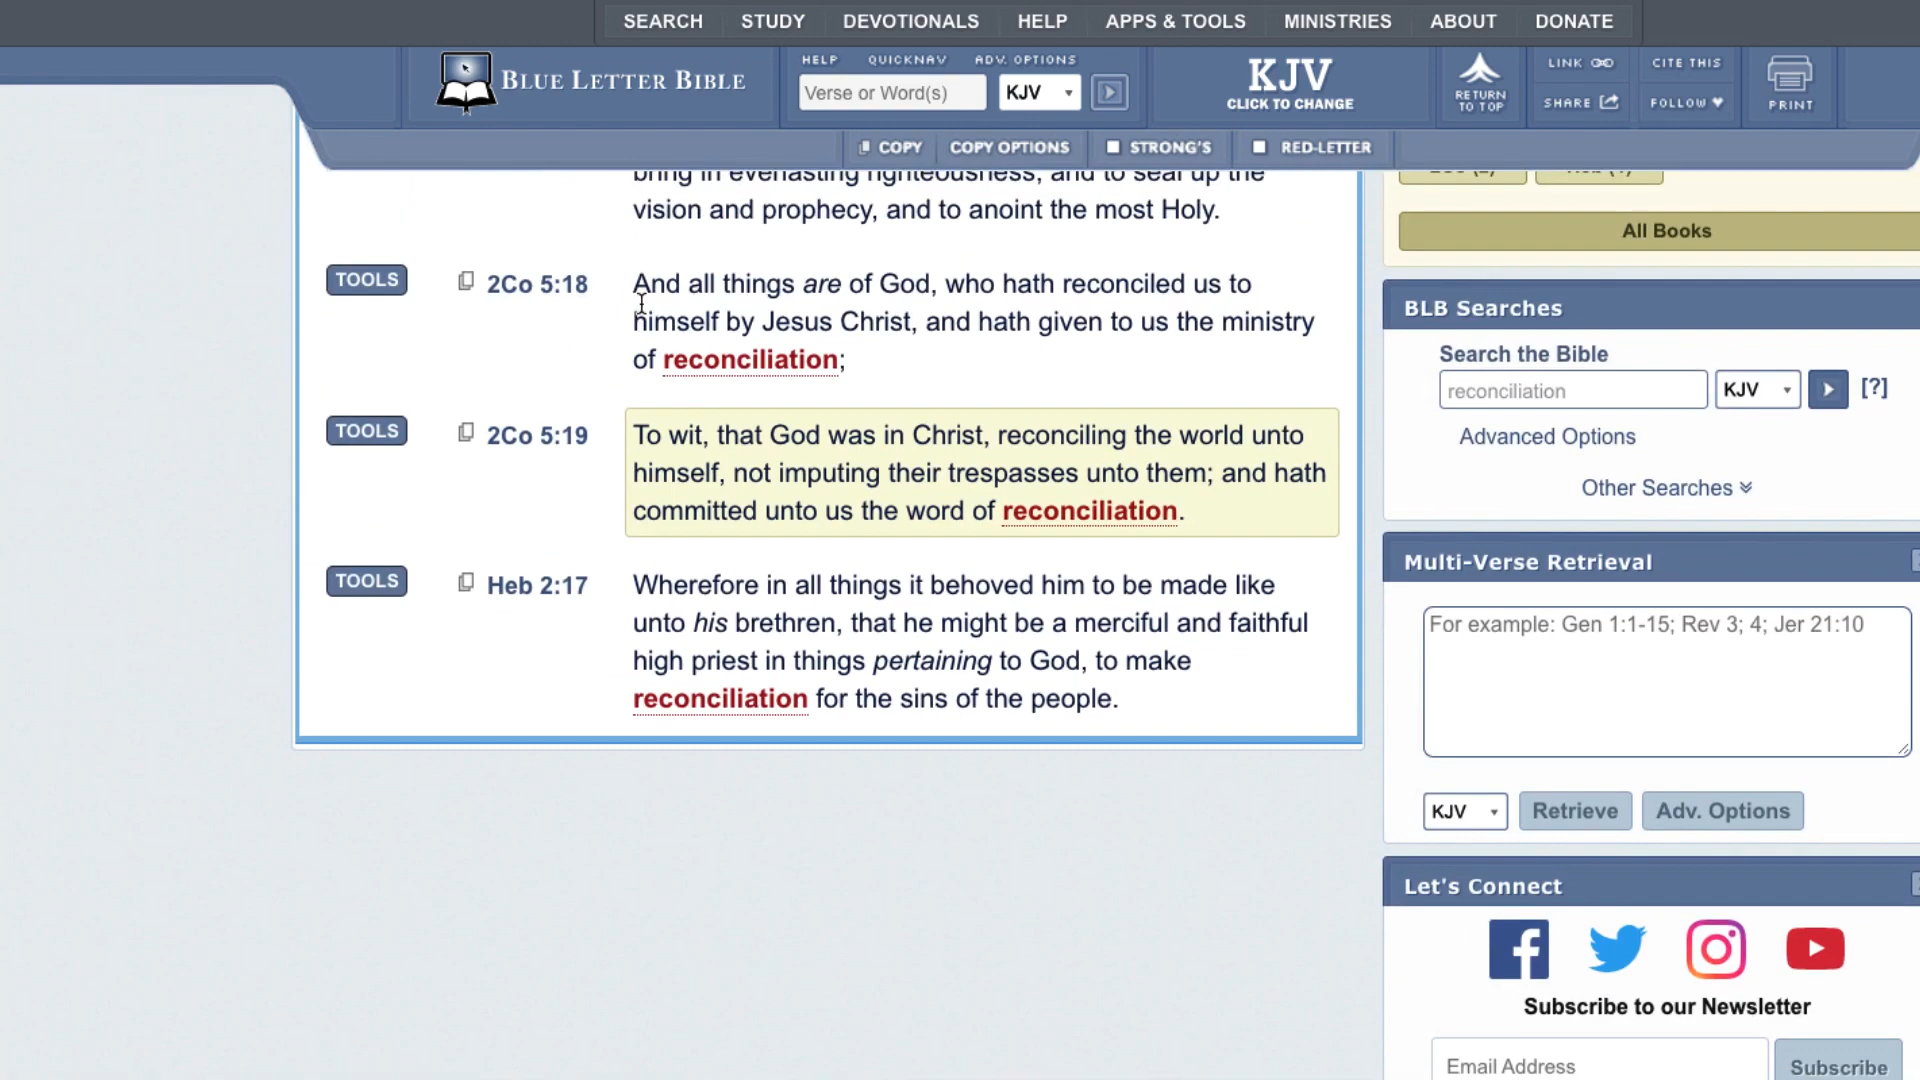 SEARCH STUDY DEVOTIONALS HELP APPS & TOOLS MINISTRIES ABOUT DONATE
HELP QUICKNAV ADV. OPTIONS
BLUE LETTER BIBLE
Verse or Word(s) KJV
KJV
CLICK TO CHANGE
RETURN
TO TOP
LINK
SHARE
CITE THIS
FOLLOW
PRINT
COPY COPY OPTIONS STRONG'S RED-LETTER
bring in everlasting righteousness, and to seal up the
vision and prophecy, and to anoint the most Holy.
TOOLS 2Co 5:18 And all things are of God, who hath reconciled us to
himself by Jesus Christ, and hath given to us the ministry
of reconciliation;
TOOLS 2Co 5:19 To wit, that God was in Christ, reconciling the world unto
himself, not imputing their trespasses unto them; and hath
committed unto us the word of reconciliation.
TOOLS Heb 2:17 Wherefore in all things it behoved him to be made like
unto his brethren, that he might be a merciful and faithful
high priest in things pertaining to God, to make
reconciliation for the sins of the people.
All Books
BLB Searches
Search the Bible
reconciliation KJV [?]
Advanced Options
Other Searches
Multi-Verse Retrieval
For example: Gen 1:1-15; Rev 3; 4; Jer 21:10
KJV Retrieve Adv. Options
Let's Connect
Subscribe to our Newsletter
Email Address Subscribe